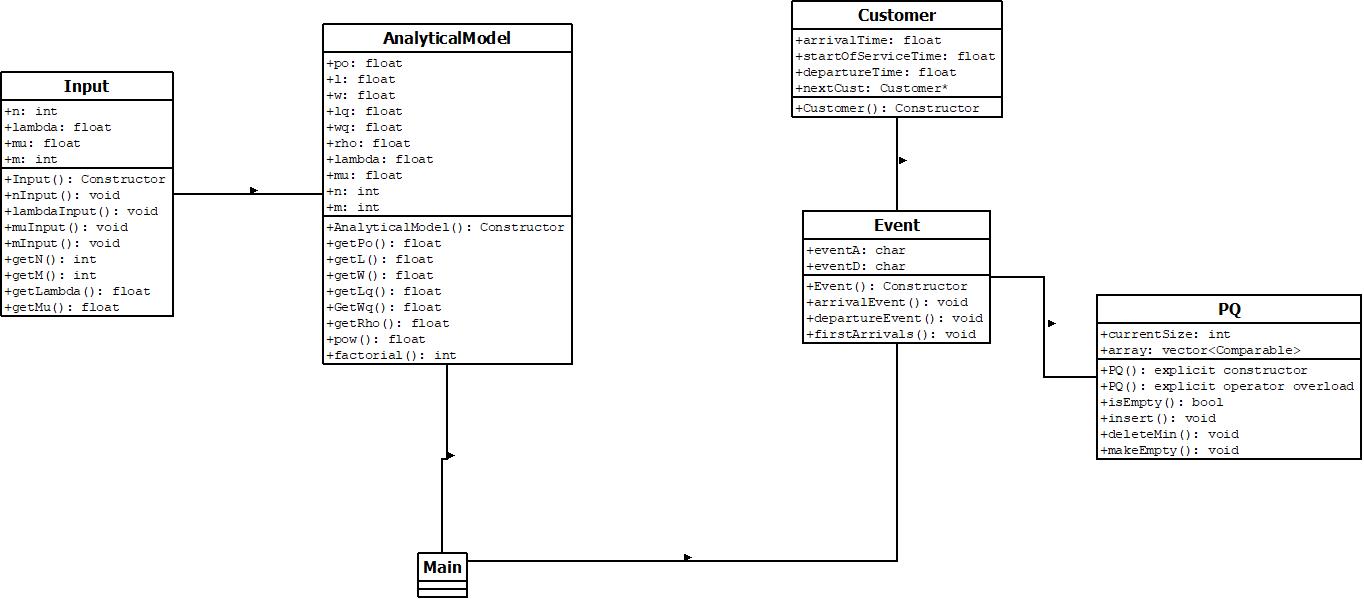 Input
+n: int
+lambda: float
+mu: float
+m: int
+Input(): Constructor
+nInput(): void
+lambdaInput(): void
+muInput(): void
+mInput(): void
+getN(): int
+getM(): int
+getLambda(): float
+getMu(): float
AnalyticalModel
+po: float
+l: float
+w: float
+lq: float
+wq: float
+rho: float
+lambda: float
+mu: float
+n: int
+m: int
+AnalyticalModel(): Constructor
+getPo(): float
+getL(): float
+getW(): float
+getLq(): float
+GetWq(): float
+getRho(): float
+pow(): float
+factorial(): int
Customer
+arrivalTime: float
+startOfServiceTime: float
+departureTime: float
+nextCust: Customer*
+Customer(): Constructor
Event
+eventA: char
+eventD: char
+Event(): Constructor
+arrivalEvent(): void
+departureEvent(): void
+firstArrivals(): void
PQ
+currentSize: int
+array: vector<Comparable>
+PQ(): explicit constructor
+PQ(): explicit operator overload
+isEmpty(): bool
+insert(): void
+deleteMin(): void
+makeEmpty(): void
Main